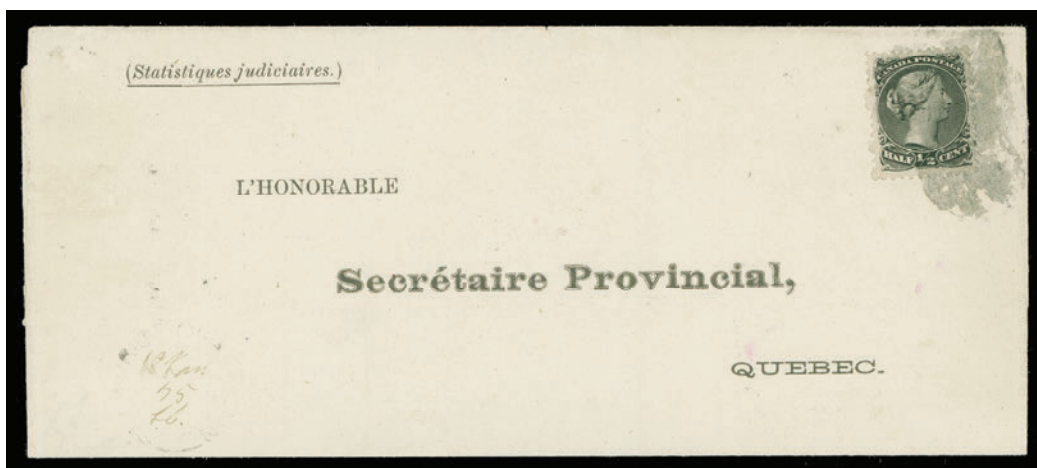 (Statistiques judiciaires.)
CANADA POSTAGE
HALF ½ CENT
L'HONORABLE
Secrétaire Provincial,
QUEBEC.